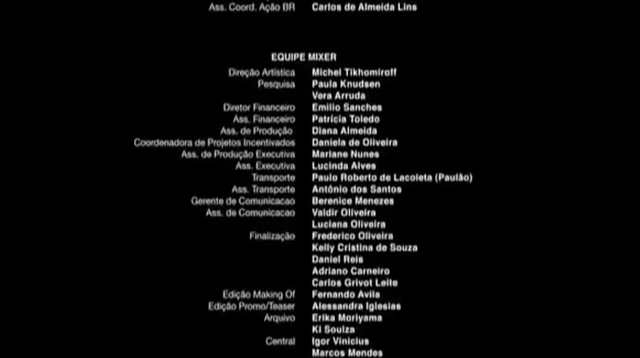 Ass. Coord. Ação BR Carlos de Almeida Lins
EQUIPE MIXER
Direção Artística Michel Tikhomiroff
Pesquisa Paula Knudsen
Vera Arruda
Diretor Financeiro Emilio Sanches
Ass. Financeiro Patrícia Toledo
Ass. de Produção Diana Almeida
Coordenadora de Projetos Incentivados Daniela de Oliveira
Ass. de Produção Executiva Mariane Nunes
Ass. Executiva Lucinda Alves
Transporte Paulo Roberto de Lacoleta (Paulão)
Ass. Transporte Antônio dos Santos
Gerente de Comunicacao Berenice Menezes
Ass. de Comunicacao Valdir Oliveira
Luciana Oliveira
Finalização Frederico Oliveira
Kelly Cristina de Souza
Daniel Reis
Adriano Carneiro
Carlos Grivot Leite
Edição Making Of Fernando Avila
Edição Promo/Teaser Alessandra Iglesias
Arquivo Erika Moriyama
Ki Soulza
Central Igor Vinicius
Marcos Mendes